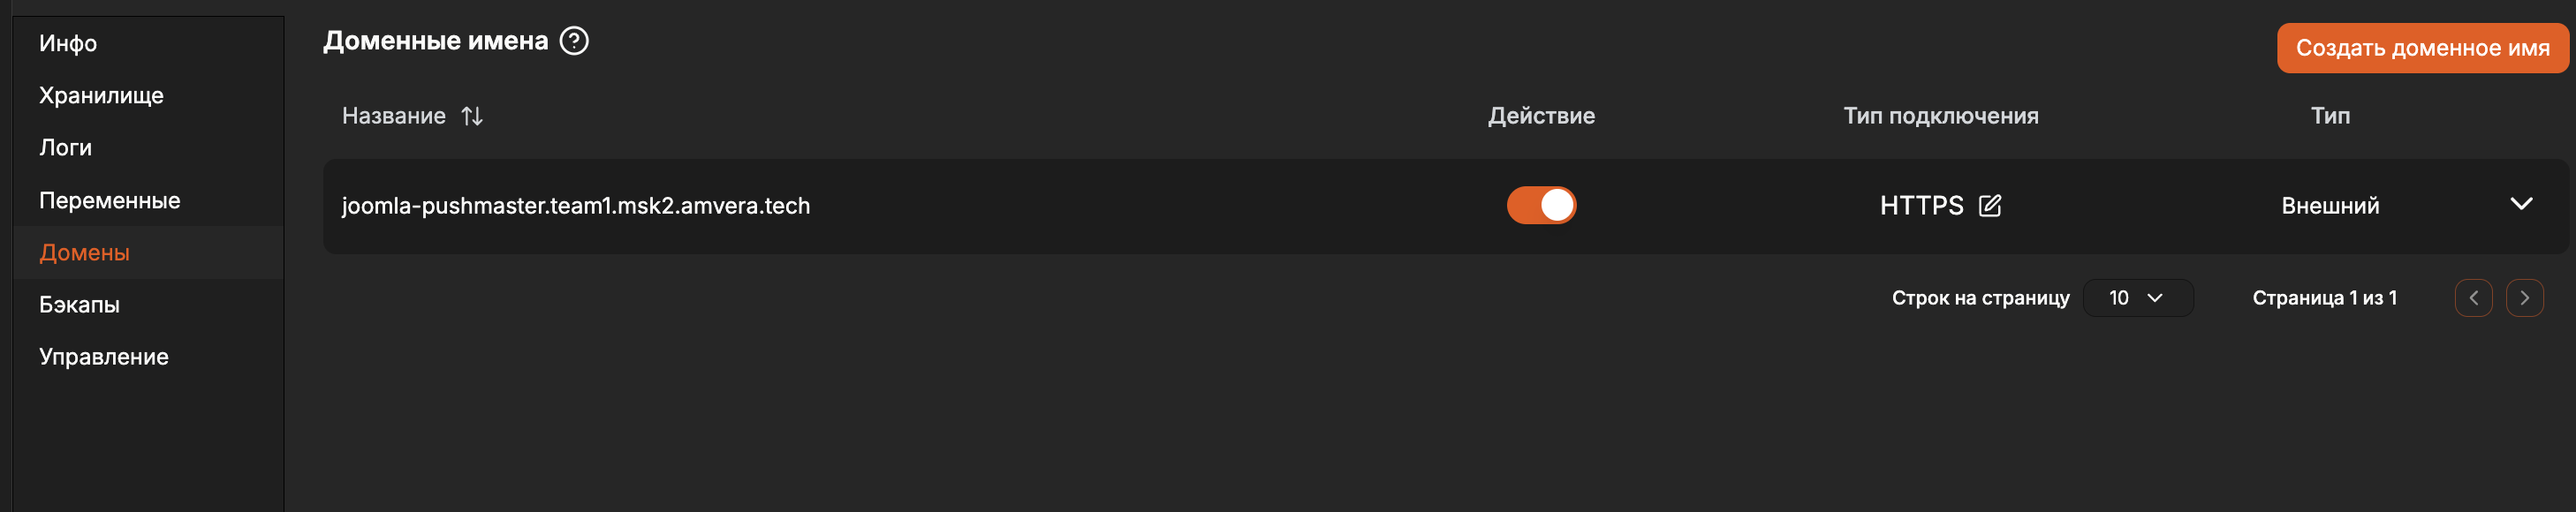 Инфо
Хранилище
Логи
Переменные
Домены
Бэкапы
Управление
Доменные имена
Создать доменное имя
Название Действие Тип подключения Тип
joomla-pushmaster.team1.msk2.amvera.tech HTTPS Внешний
Строк на страницу 10 Страница 1 из 1